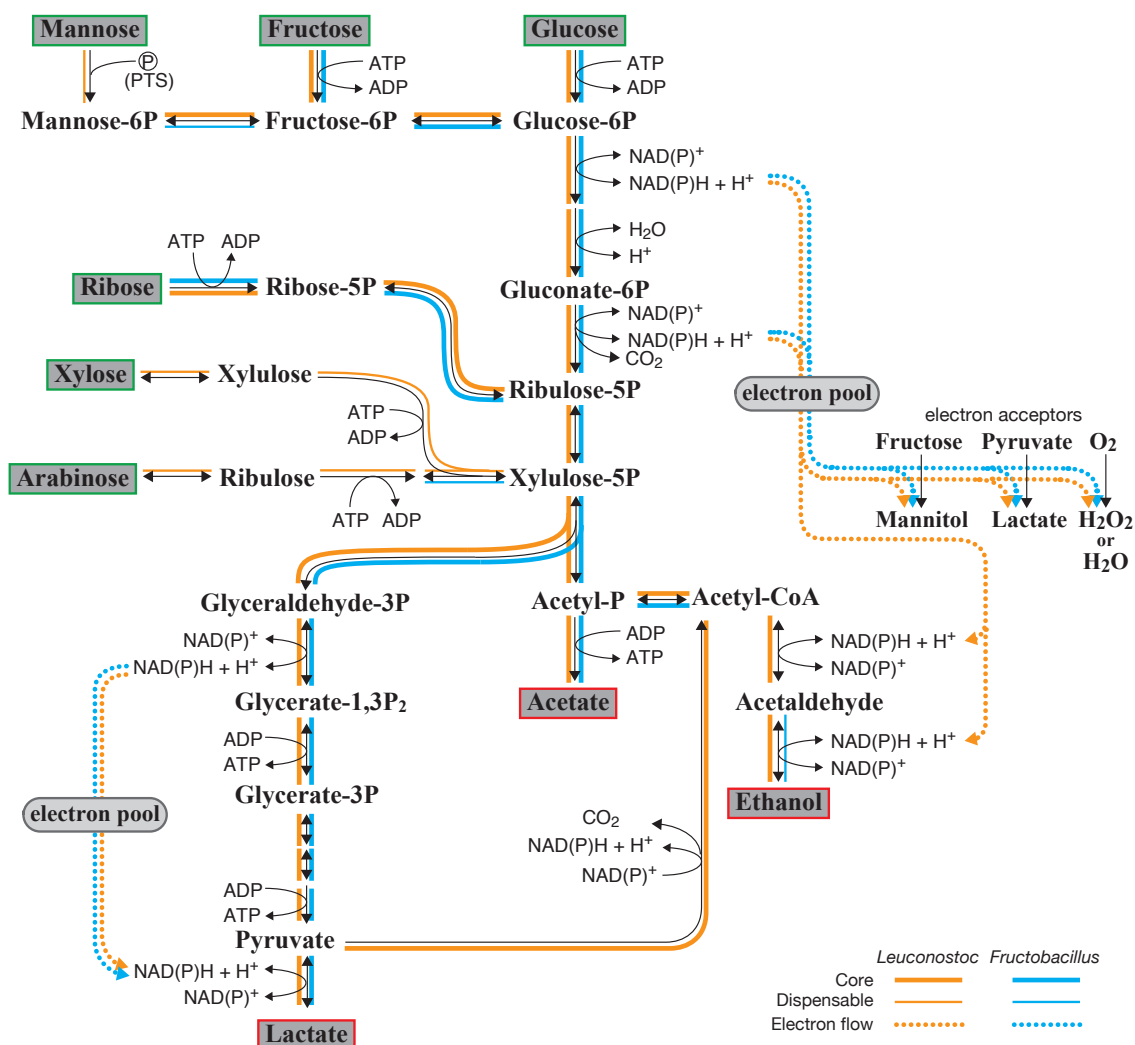 Mannose
Fructose
Glucose
P
(PTS)
ATP
ADP
ATP
ADP
Mannose-6P
Fructose-6P
Glucose-6P
NAD(P)+
NAD(P)H + H+
H2O
H+
ATP
ADP
Ribose
Ribose-5P
Gluconate-6P
NAD(P)+
NAD(P)H + H+
CO2
Xylose
Xylulose
Ribulose-5P
electron pool
ATP
ADP
electron acceptors
Fructose
Pyruvate
O2
Arabinose
Ribulose
Xylulose-5P
ATP
ADP
Mannitol
Lactate
H2O2
or
H2O
Glyceraldehyde-3P
Acetyl-P
Acetyl-CoA
NAD(P)+
NAD(P)H + H+
ADP
ATP
NAD(P)H + H+
NAD(P)+
Glycerate-1,3P2
Acetate
Acetaldehyde
ADP
ATP
NAD(P)H + H+
NAD(P)+
Glycerate-3P
Ethanol
electron pool
CO2
NAD(P)H + H+
NAD(P)+
ADP
ATP
Pyruvate
NAD(P)H + H+
NAD(P)+
Lactate
Leuconostoc
Fructobacillus
Core
Dispensable
Electron flow